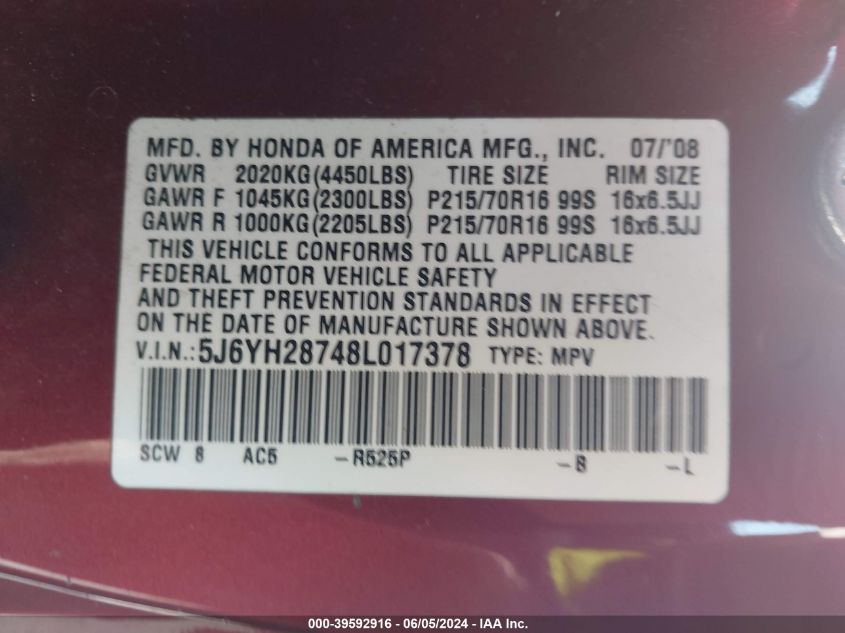 MFD. BY HONDA OF AMERICA MFG., INC. 07/'08
GVWR 2020KG(4450LBS) TIRE SIZE RIM SIZE
GAWR F 1045KG(2300LBS) P215/70R16 99S 16x6.5JJ
GAWR R 1000KG(2205LBS) P215/70R16 99S 16x6.5JJ
THIS VEHICLE CONFORMS TO ALL APPLICABLE
FEDERAL MOTOR VEHICLE SAFETY
AND THEFT PREVENTION STANDARDS IN EFFECT
ON THE DATE OF MANUFACTURE SHOWN ABOVE.
V.I.N.:5J6YH28748L017378 TYPE: MPV
SCW 8 AC5 -R525P -B -L
000-39592916 - 06/05/2024 - IAA Inc.